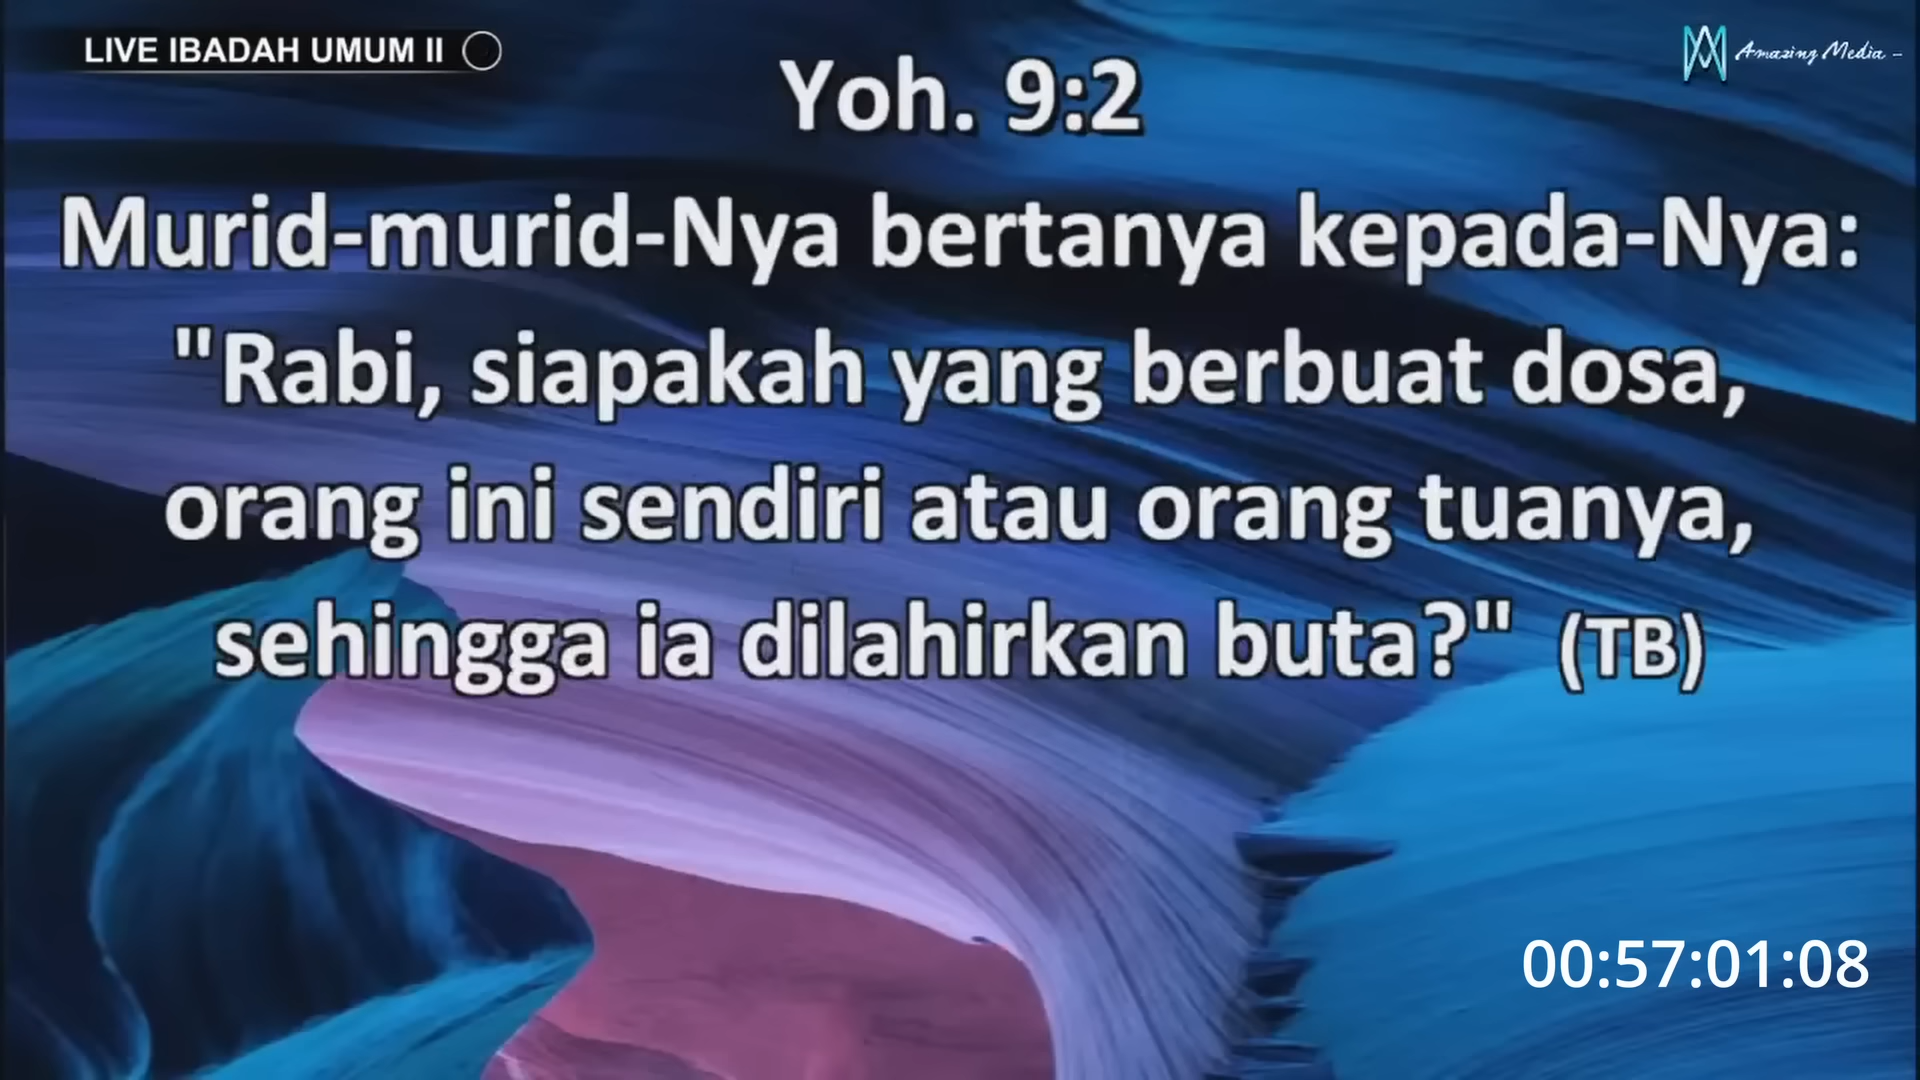 LIVE IBADAH UMUM II
Amazing Media -
Yoh. 9:2
Murid-murid-Nya bertanya kepada-Nya:
"Rabi, siapakah yang berbuat dosa,
orang ini sendiri atau orang tuanya,
sehingga ia dilahirkan buta?" (TB)
00:57:01:08